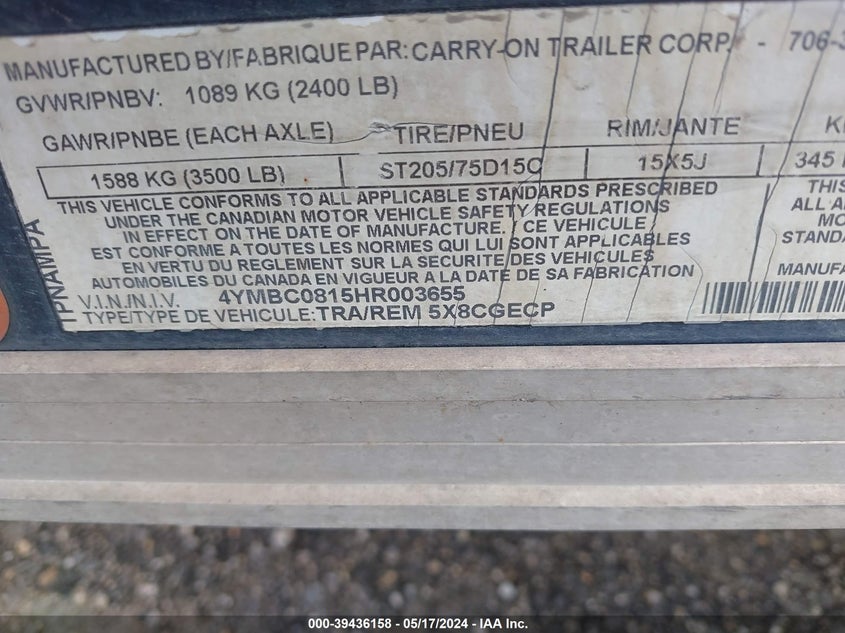 MANUFACTURED BY/FABRIQUE PAR: CARRY-ON TRAILER CORP. - 706-3
GVWR/PNBV: 1089 KG (2400 LB)
GAWR/PNBE (EACH AXLE) TIRE/PNEU RIM/JANTE K
1588 KG (3500 LB) ST205/75D15C 15X5J 345
THIS VEHICLE CONFORMS TO ALL APPLICABLE STANDARDS PRESCRIBED
UNDER THE CANADIAN MOTOR VEHICLE SAFETY REGULATIONS
IN EFFECT ON THE DATE OF MANUFACTURE. / CE VEHICULE
EST CONFORME A TOUTES LES NORMES QUI LUI SONT APPLICABLES
EN VERTU DU REGLEMENT SUR LA SECURITE DES VEHICULES
AUTOMOBILES DU CANADA EN VIGUEUR A LA DATE DE SA FABRICATION
V.I.N./N.I.V. 4YMBC0815HR003655
TYPE/TYPE DE VEHICULE: TRA/REM 5X8CGECP
TPNAMPA
THIS
ALL A
MO
STANDA
MANUFA
000-39436158 - 05/17/2024 - IAA Inc.